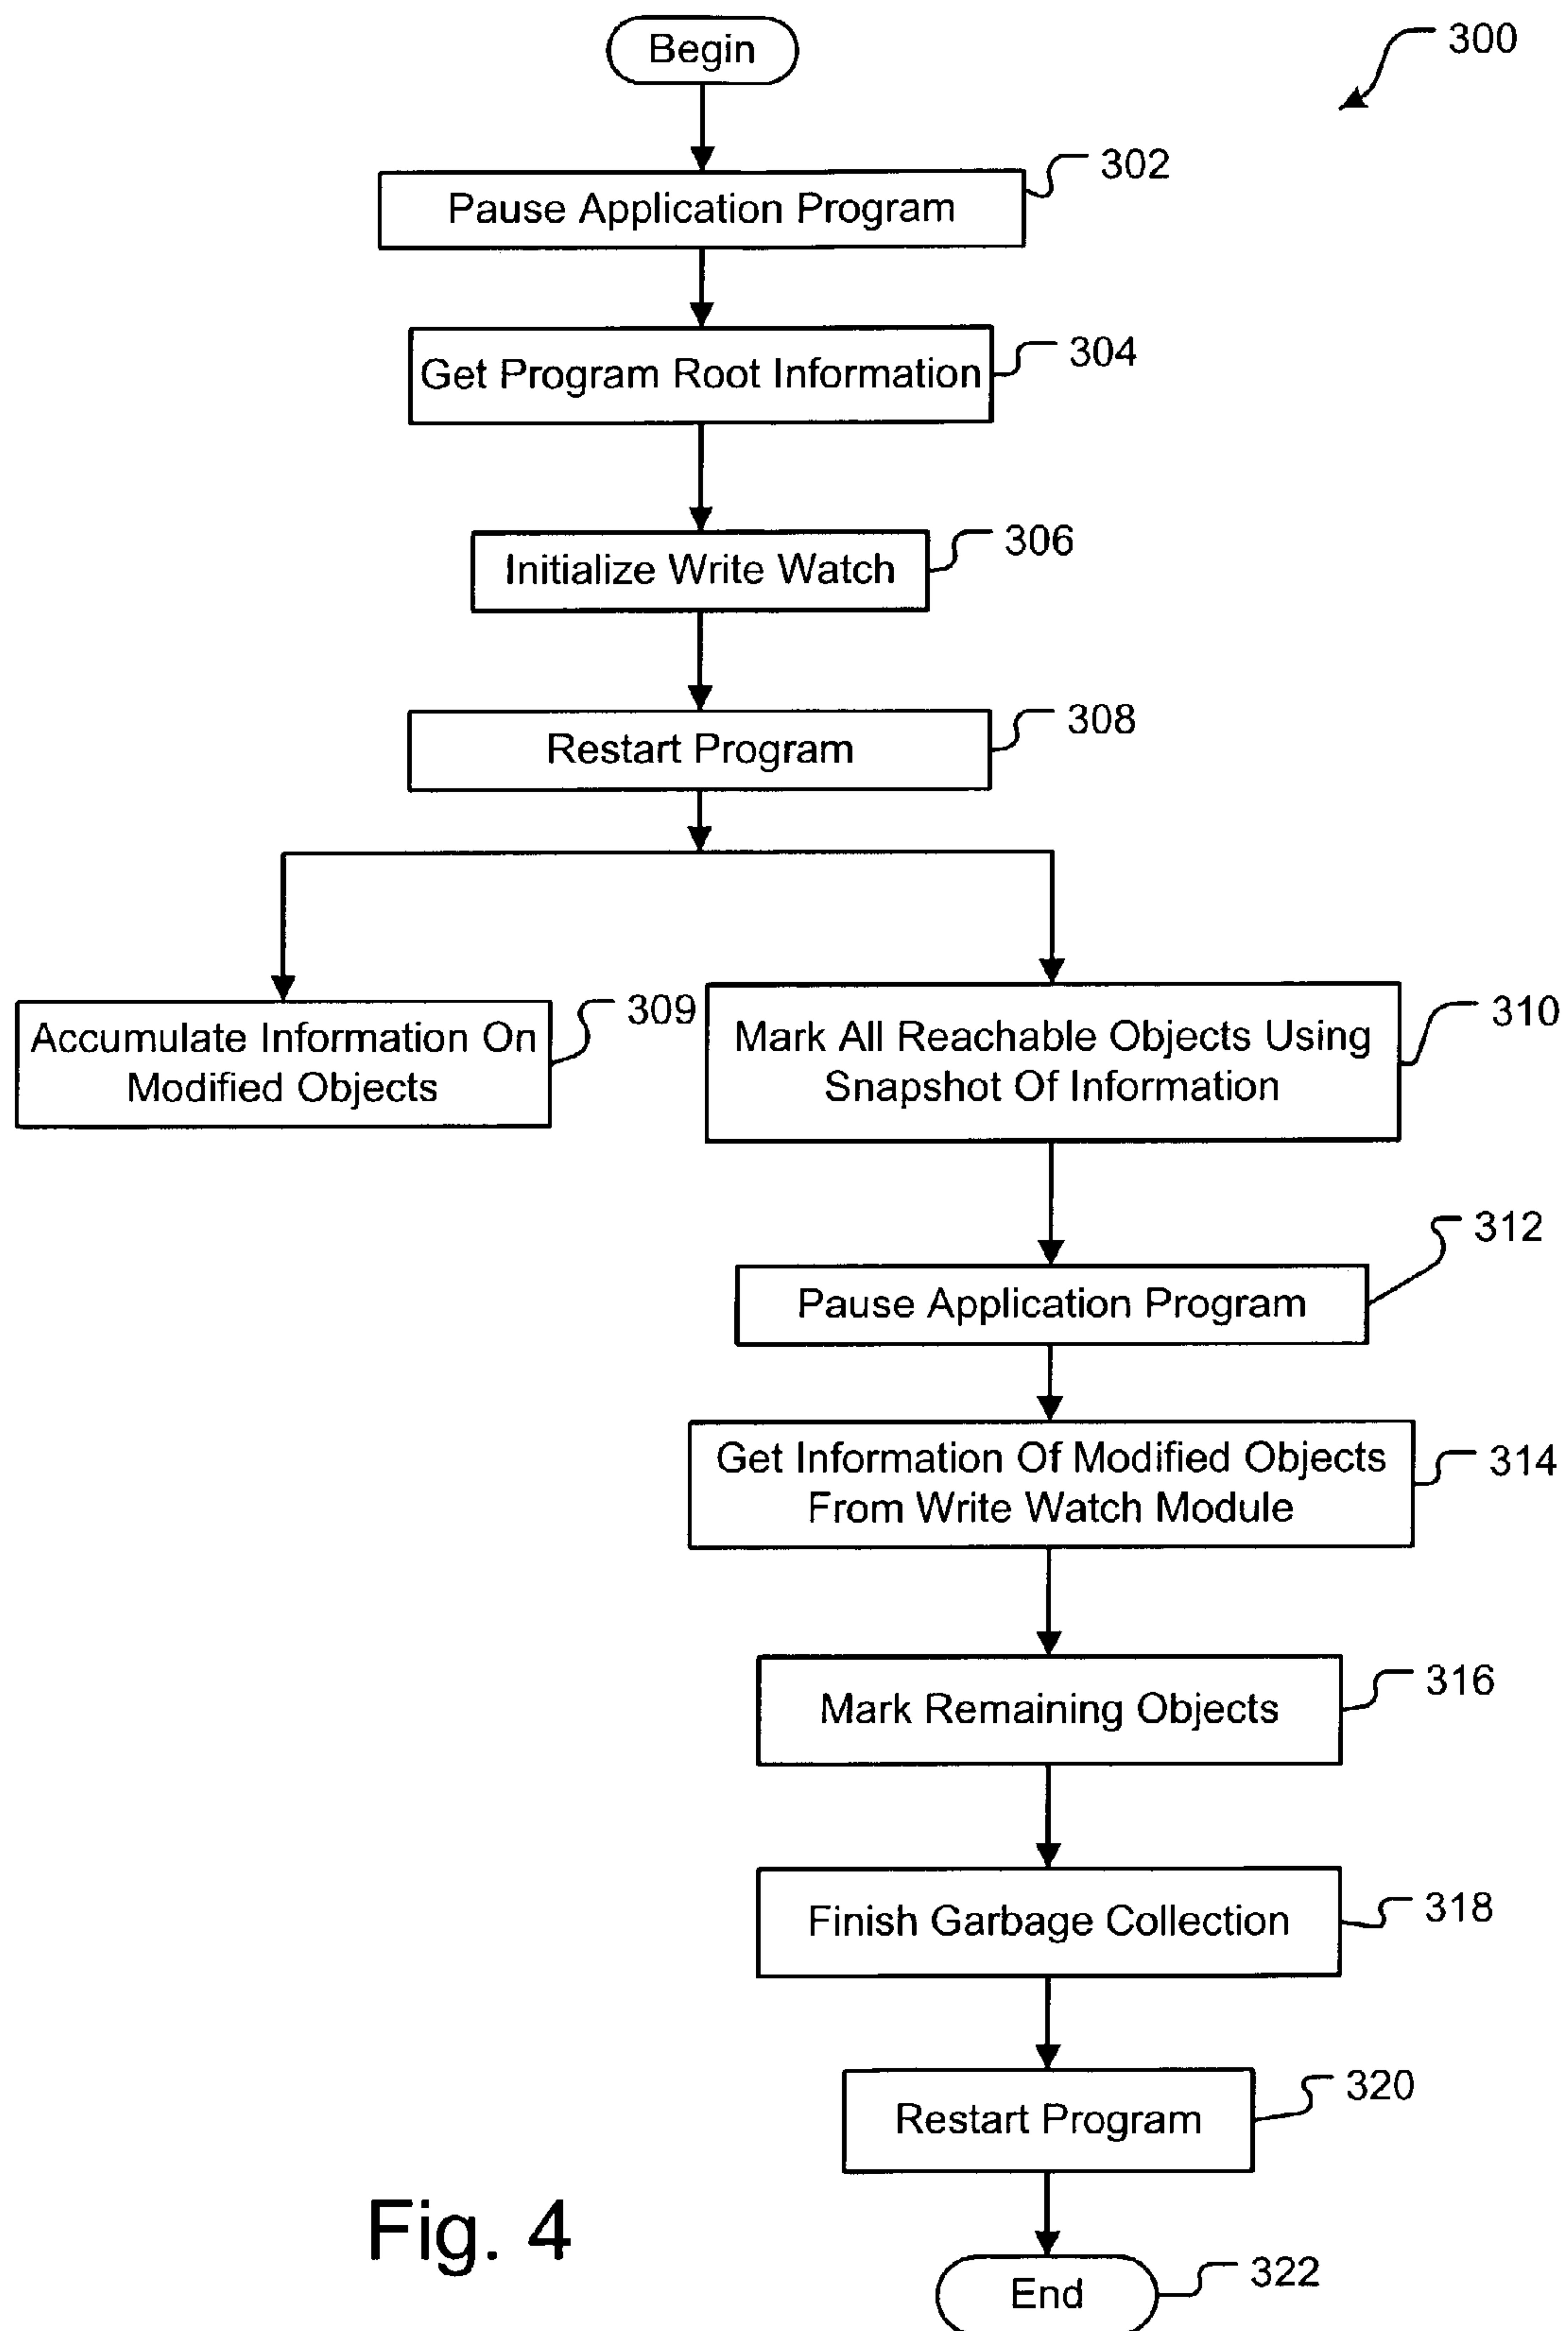 Begin
300
Pause Application Program
302
Get Program Root Information
304
Initialize Write Watch
306
Restart Program
308
Accumulate Information On
Modified Objects
309
Mark All Reachable Objects Using
Snapshot Of Information
310
Pause Application Program
312
Get Information Of Modified Objects
From Write Watch Module
314
Mark Remaining Objects
316
Finish Garbage Collection
318
Restart Program
320
End
322
Fig. 4